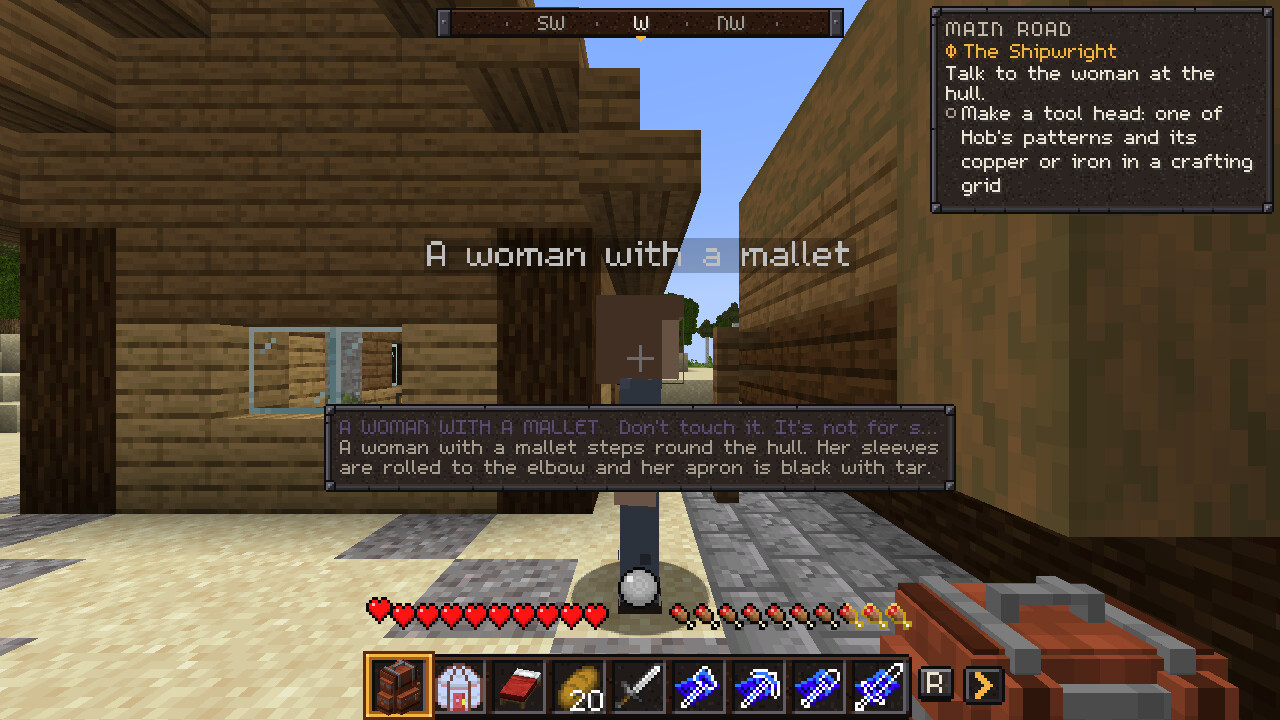 SW W NW
MAIN ROAD
The Shipwright
Talk to the woman at the
hull.
Make a tool head: one of
Hob's patterns and its
copper or iron in a crafting
grid
A woman with a mallet
A WOMAN WITH A MALLET Don't touch it. It's not for s...
A woman with a mallet steps round the hull. Her sleeves
are rolled to the elbow and her apron is black with tar.
20
R